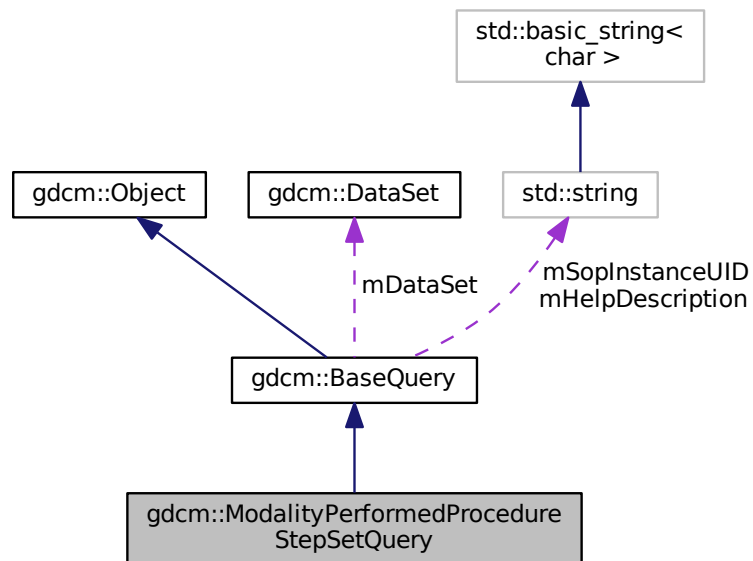 std::basic_string<
char >
gdcm::Object
gdcm::DataSet
std::string
mDataSet
mSopInstanceUID
mHelpDescription
gdcm::BaseQuery
gdcm::ModalityPerformedProcedure
StepSetQuery